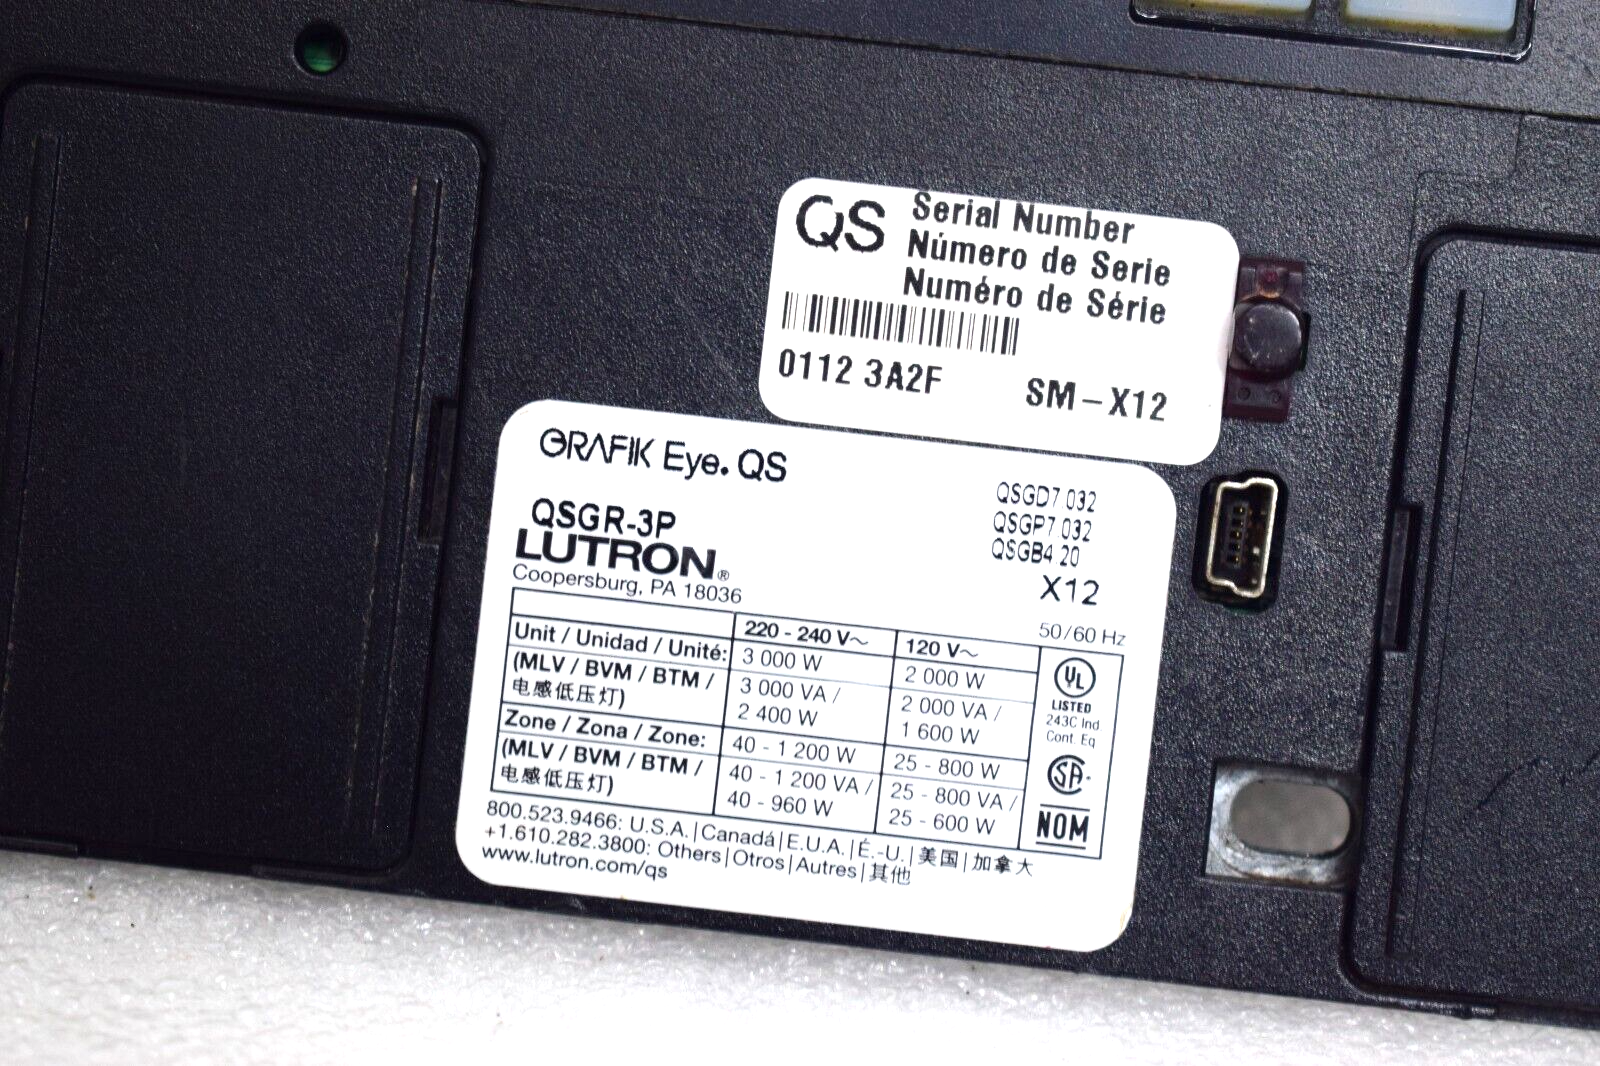 QS
Serial Number
Número de Serie
Numéro de Série
0112 3A2F
SM-X12
GRAFIK Eye. QS
QSGR-3P
LUTRON®
Coopersburg, PA 18036
QSGD7.032
QSGP7.032
QSGB4.20
X12
50/60 Hz
220 - 240 V~ 120 V~
Unit / Unidad / Unité: 3 000 W 2 000 W
(MLV / BVM / BTM / 3 000 VA / 2 000 VA /
电感低压灯) 2 400 W 1 600 W
Zone / Zona / Zone: 40 - 1 200 W 25 - 800 W
(MLV / BVM / BTM / 40 - 1 200 VA / 25 - 800 VA /
电感低压灯) 40 - 960 W 25 - 600 W
UL
LISTED
243C Ind
Cont. Eq
SA
NOM
800.523.9466: U.S.A. | Canadá | E.U.A. | É.-U. | 美国 | 加拿大
+1.610.282.3800: Others | Otros | Autres | 其他
www.lutron.com/qs